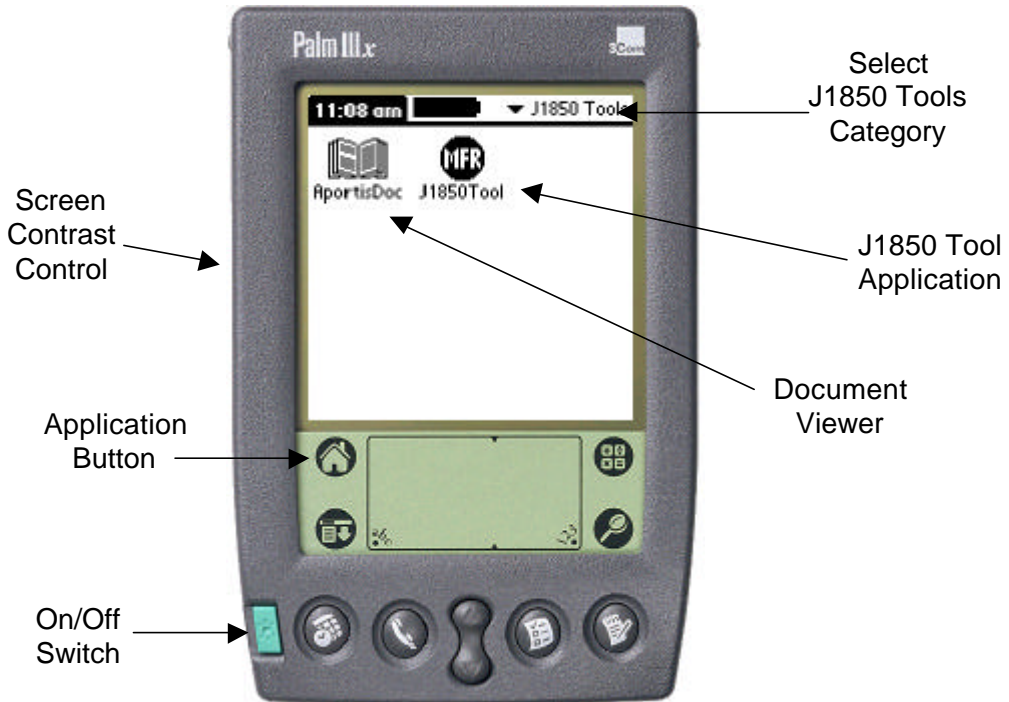 Palm IIIx
3Com
11:08 am
J1850 Tools
MFR
AportisDoc J1850Tool
Select
J1850 Tools
Category
Screen
Contrast
Control
J1850 Tool
Application
Document
Viewer
Application
Button
On/Off
Switch